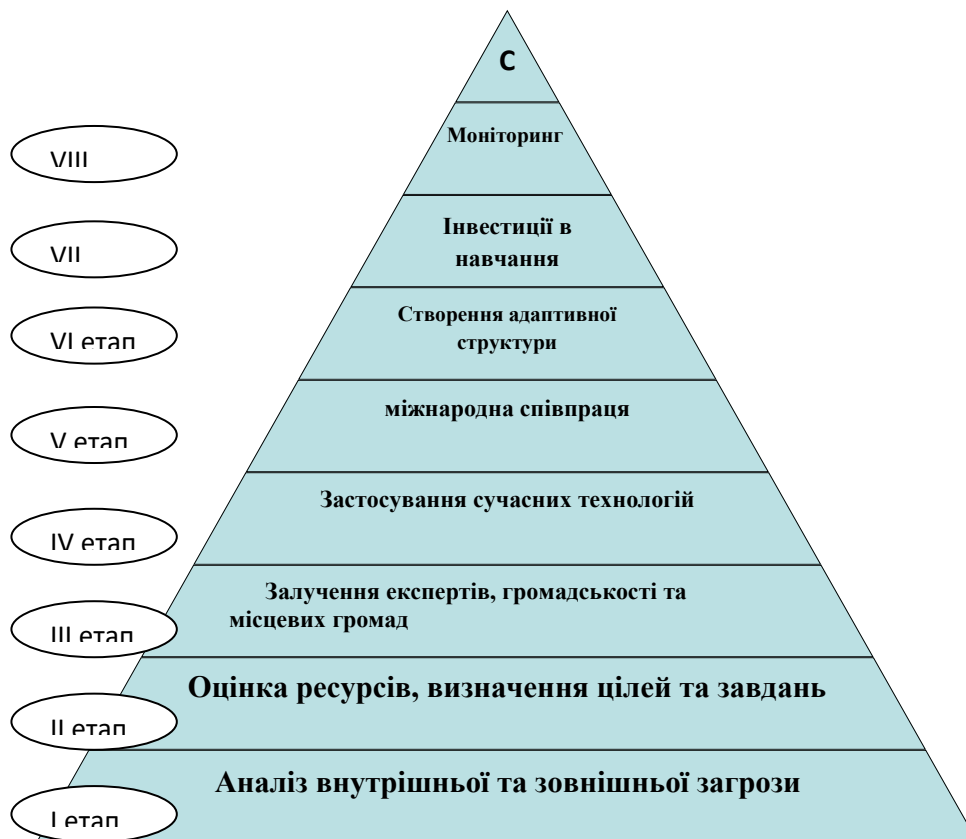 С
Моніторинг
VIII
Інвестиції в
навчання
VII
Створення адаптивної
структури
VI етап
міжнародна співпраця
V етап
Застосування сучасних технологій
IV етап
Залучення експертів, громадськості та
місцевих громад
III етап
Оцінка ресурсів, визначення цілей та завдань
II етап
Аналіз внутрішньої та зовнішньої загрози
I етап